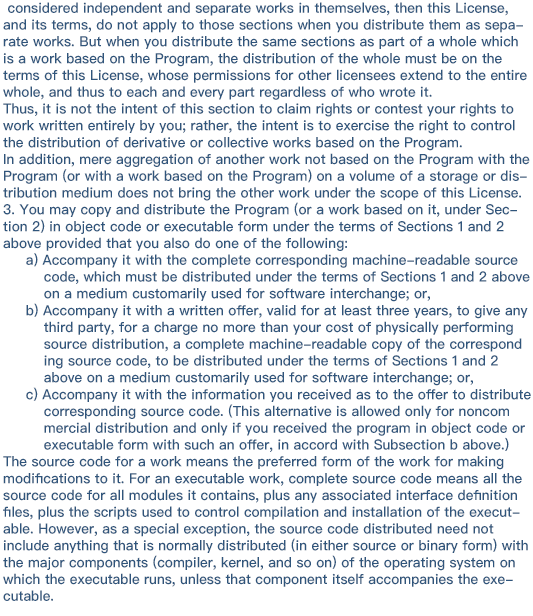 considered independent and separate works in themselves, then this License,
and its terms, do not apply to those sections when you distribute them as sepa-
rate works. But when you distribute the same sections as part of a whole which
is a work based on the Program, the distribution of the whole must be on the
terms of this License, whose permissions for other licensees extend to the entire
whole, and thus to each and every part regardless of who wrote it.
Thus, it is not the intent of this section to claim rights or contest your rights to
work written entirely by you; rather, the intent is to exercise the right to control
the distribution of derivative or collective works based on the Program.
In addition, mere aggregation of another work not based on the Program with the
Program (or with a work based on the Program) on a volume of a storage or dis-
tribution medium does not bring the other work under the scope of this License.
3. You may copy and distribute the Program (or a work based on it, under Sec-
tion 2) in object code or executable form under the terms of Sections 1 and 2
above provided that you also do one of the following:
a) Accompany it with the complete corresponding machine-readable source
code, which must be distributed under the terms of Sections 1 and 2 above
on a medium customarily used for software interchange; or,
b) Accompany it with a written offer, valid for at least three years, to give any
third party, for a charge no more than your cost of physically performing
source distribution, a complete machine-readable copy of the correspond
ing source code, to be distributed under the terms of Sections 1 and 2
above on a medium customarily used for software interchange; or,
c) Accompany it with the information you received as to the offer to distribute
corresponding source code. (This alternative is allowed only for noncom
mercial distribution and only if you received the program in object code or
executable form with such an offer, in accord with Subsection b above.)
The source code for a work means the preferred form of the work for making
modifications to it. For an executable work, complete source code means all the
source code for all modules it contains, plus any associated interface definition
files, plus the scripts used to control compilation and installation of the execut-
able. However, as a special exception, the source code distributed need not
include anything that is normally distributed (in either source or binary form) with
the major components (compiler, kernel, and so on) of the operating system on
which the executable runs, unless that component itself accompanies the exe-
cutable.